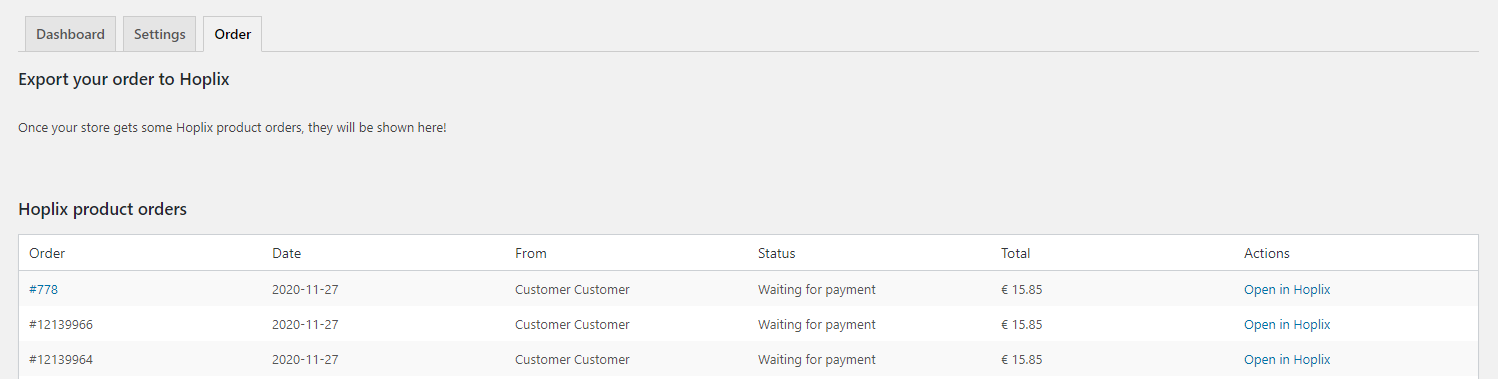 Dashboard Settings Order
Export your order to Hoplix
Once your store gets some Hoplix product orders, they will be shown here!
Hoplix product orders
Order Date From Status Total Actions
#778 2020-11-27 Customer Customer Waiting for payment € 15.85 Open in Hoplix
#12139966 2020-11-27 Customer Customer Waiting for payment € 15.85 Open in Hoplix
#12139964 2020-11-27 Customer Customer Waiting for payment € 15.85 Open in Hoplix